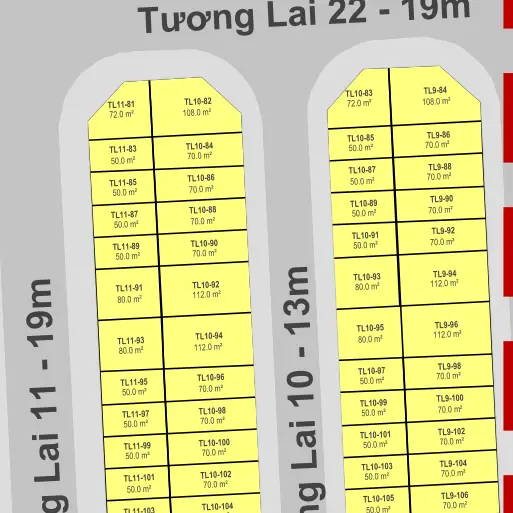 Tương Lai 22 - 19m
TL11-81
72.0 m²
TL10-82
108.0 m²
TL11-83
50.0 m²
TL10-84
70.0 m²
TL11-85
50.0 m²
TL10-86
70.0 m²
TL11-87
50.0 m²
TL10-88
70.0 m²
TL11-89
50.0 m²
TL10-90
70.0 m²
TL11-91
80.0 m²
TL10-92
112.0 m²
TL11-93
80.0 m²
TL10-94
112.0 m²
TL11-95
50.0 m²
TL10-96
70.0 m²
TL11-97
50.0 m²
TL10-98
70.0 m²
TL11-99
50.0 m²
TL10-100
70.0 m²
TL11-101
50.0 m²
TL10-102
70.0 m²
TL11-103
TL10-104
TL10-83
72.0 m²
TL9-84
108.0 m²
TL10-85
50.0 m²
TL9-86
70.0 m²
TL10-87
50.0 m²
TL9-88
70.0 m²
TL10-89
50.0 m²
TL9-90
70.0 m²
TL10-91
50.0 m²
TL9-92
70.0 m²
TL10-93
80.0 m²
TL9-94
112.0 m²
TL10-95
80.0 m²
TL9-96
112.0 m²
TL10-97
50.0 m²
TL9-98
70.0 m²
TL10-99
50.0 m²
TL9-100
70.0 m²
TL10-101
50.0 m²
TL9-102
70.0 m²
TL10-103
50.0 m²
TL9-104
70.0 m²
TL10-105
50.0 m²
TL9-106
70.0 m²
ng Lai 11 - 19m
ng Lai 10 - 13m